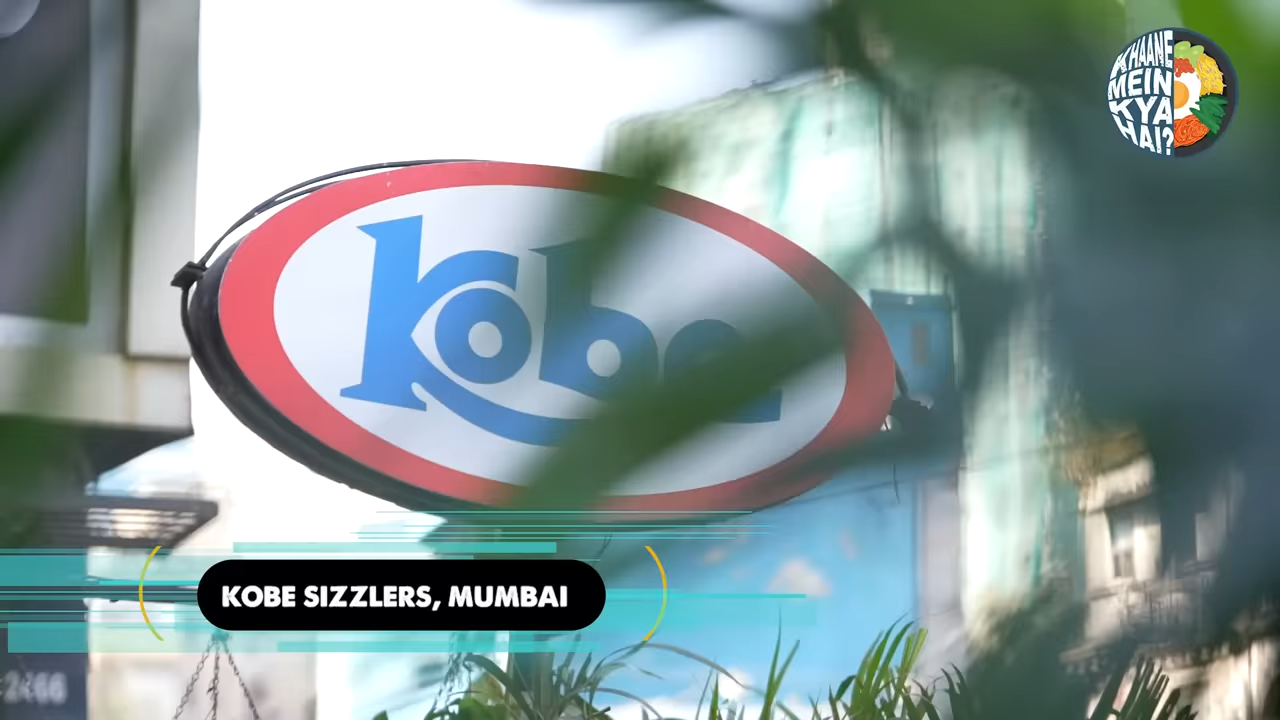 KHAANE
MEIN
KYA
HAI?
Kobe
KOBE SIZZLERS, MUMBAI